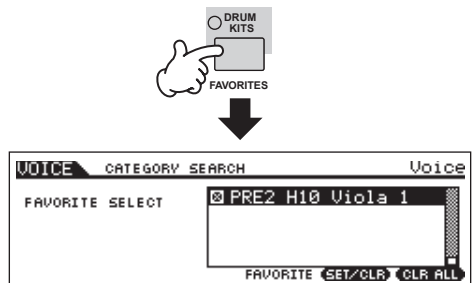 DRUM
KITS
FAVORITES
VOICE CATEGORY SEARCH Voice
FAVORITE SELECT
PRE2 H10 Viola 1
FAVORITE SET/CLR CLR ALL